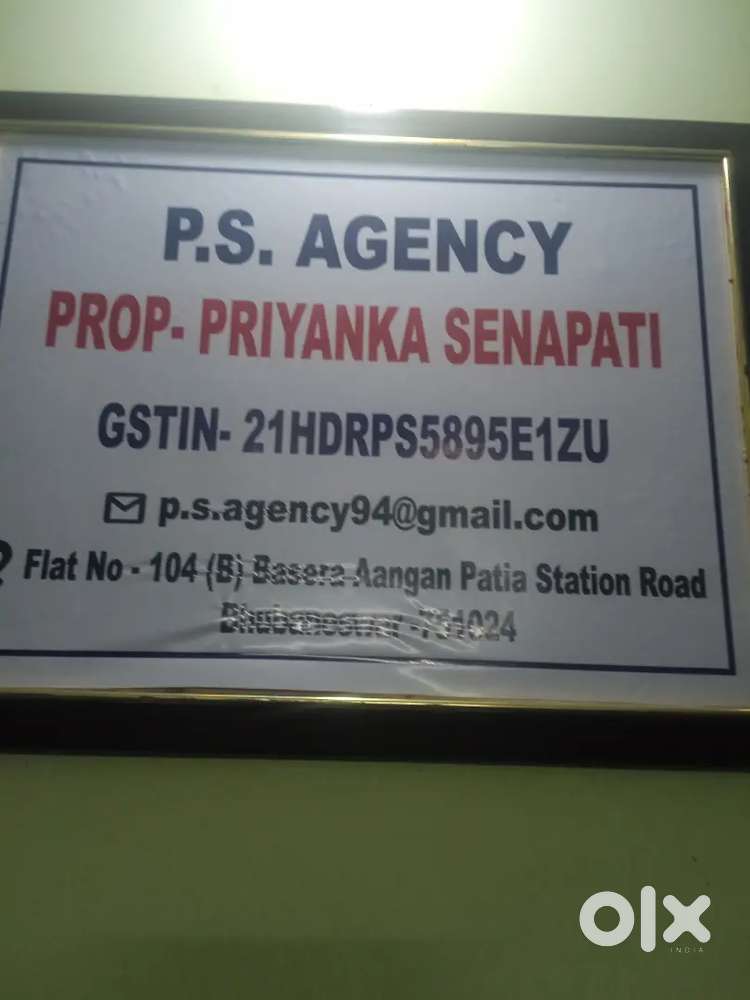 P.S. AGENCY
PROP- PRIYANKA SENAPATI
GSTIN- 21HDRPS5895E1ZU
p.s.agency94@gmail.com
Flat No - 104 (B) Basera Aangan Patia Station Road
Bhubaneswar -751024
olx
INDIA